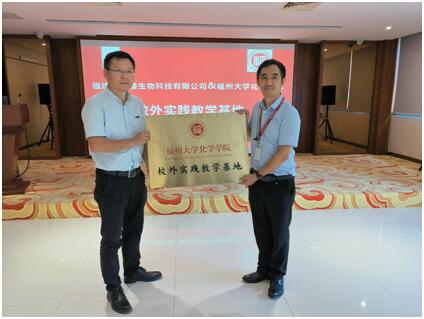 福
生物科技有限公司&福州大学化
校外实践教学基地
福州大学化学学院
校外实践教学基地